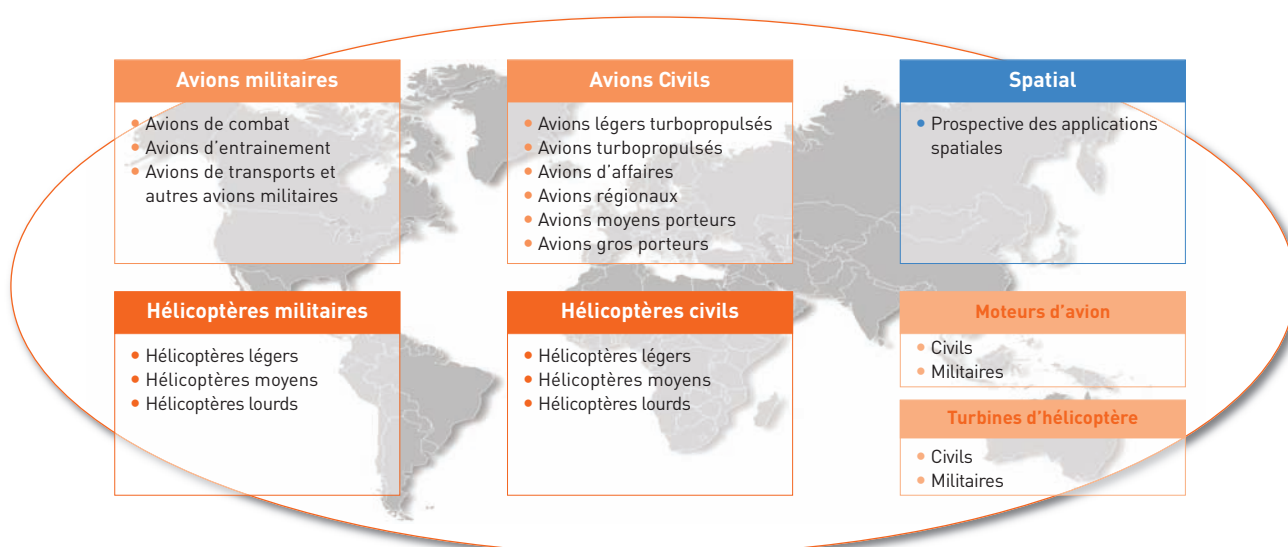 Avions militaires
• Avions de combat
• Avions d'entrainement
• Avions de transports et
autres avions militaires
Avions Civils
• Avions légers turbopropulsés
• Avions turbopropulsés
• Avions d'affaires
• Avions régionaux
• Avions moyens porteurs
• Avions gros porteurs
Spatial
• Prospective des applications
spatiales
Hélicoptères militaires
• Hélicoptères légers
• Hélicoptères moyens
• Hélicoptères lourds
Hélicoptères civils
• Hélicoptères légers
• Hélicoptères moyens
• Hélicoptères lourds
Moteurs d'avion
• Civils
• Militaires
Turbines d'hélicoptère
• Civils
• Militaires